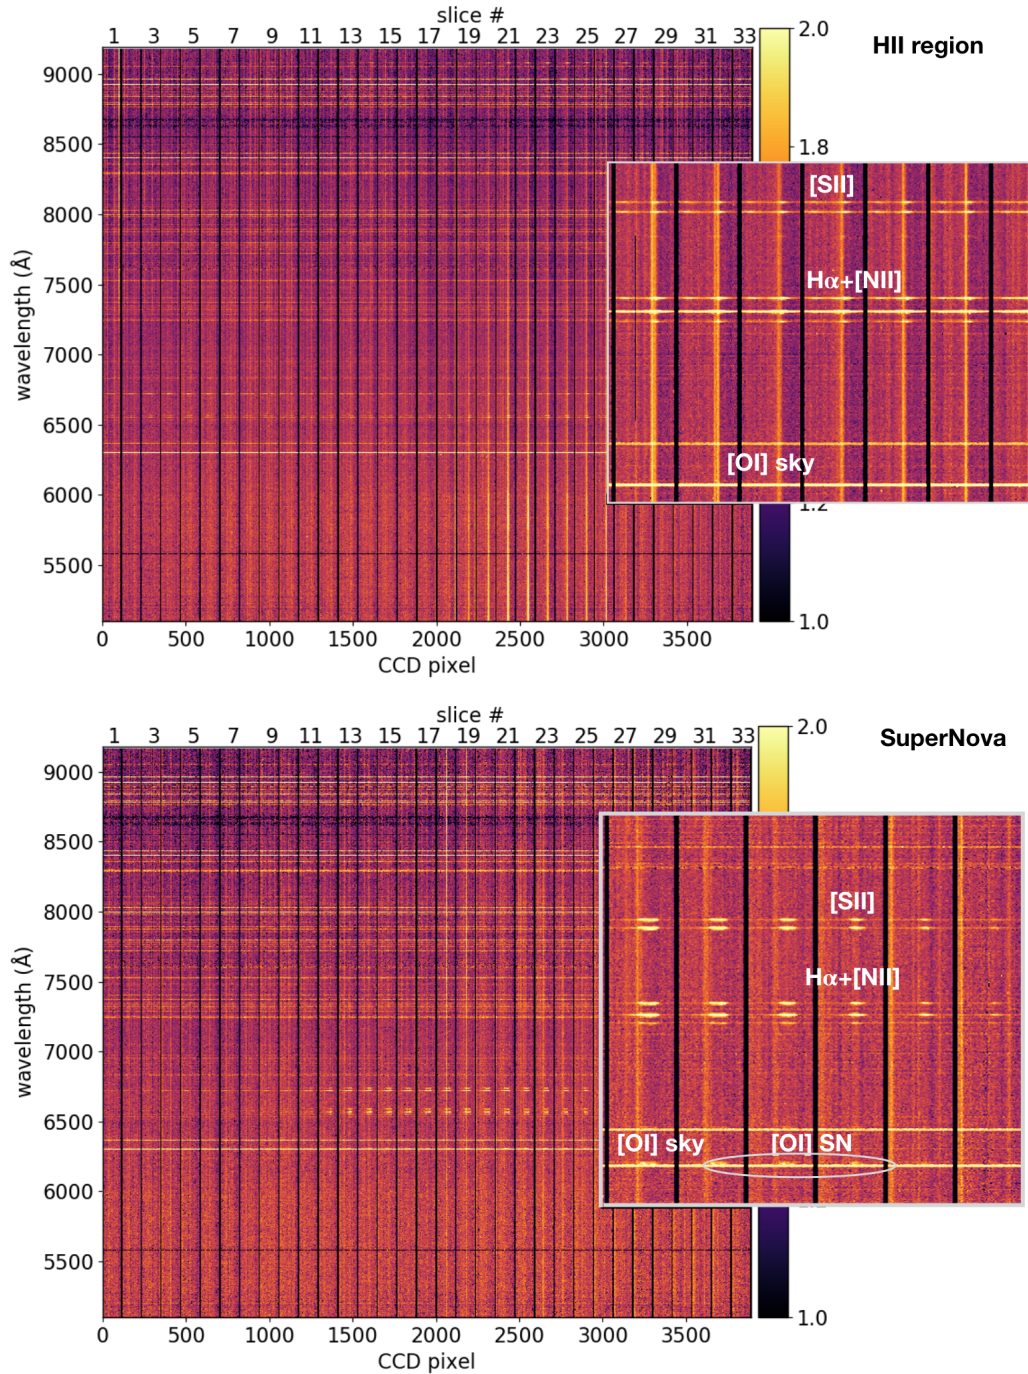 slice #
1 3 5 7 9 11 13 15 17 19 21 23 25 27 29 31 33
2.0
HII region
9000
8500
8000
7500
7000
6500
6000
5500
wavelength (Å)
1.8
[SII]
Hα+[NII]
[OI] sky
1.2
1.0
0 500 1000 1500 2000 2500 3000 3500
CCD pixel
slice #
1 3 5 7 9 11 13 15 17 19 21 23 25 27 29 31 33
2.0
SuperNova
9000
8500
8000
7500
7000
6500
6000
5500
wavelength (Å)
[SII]
Hα+[NII]
[OI] sky [OI] SN
1.0
0 500 1000 1500 2000 2500 3000 3500
CCD pixel